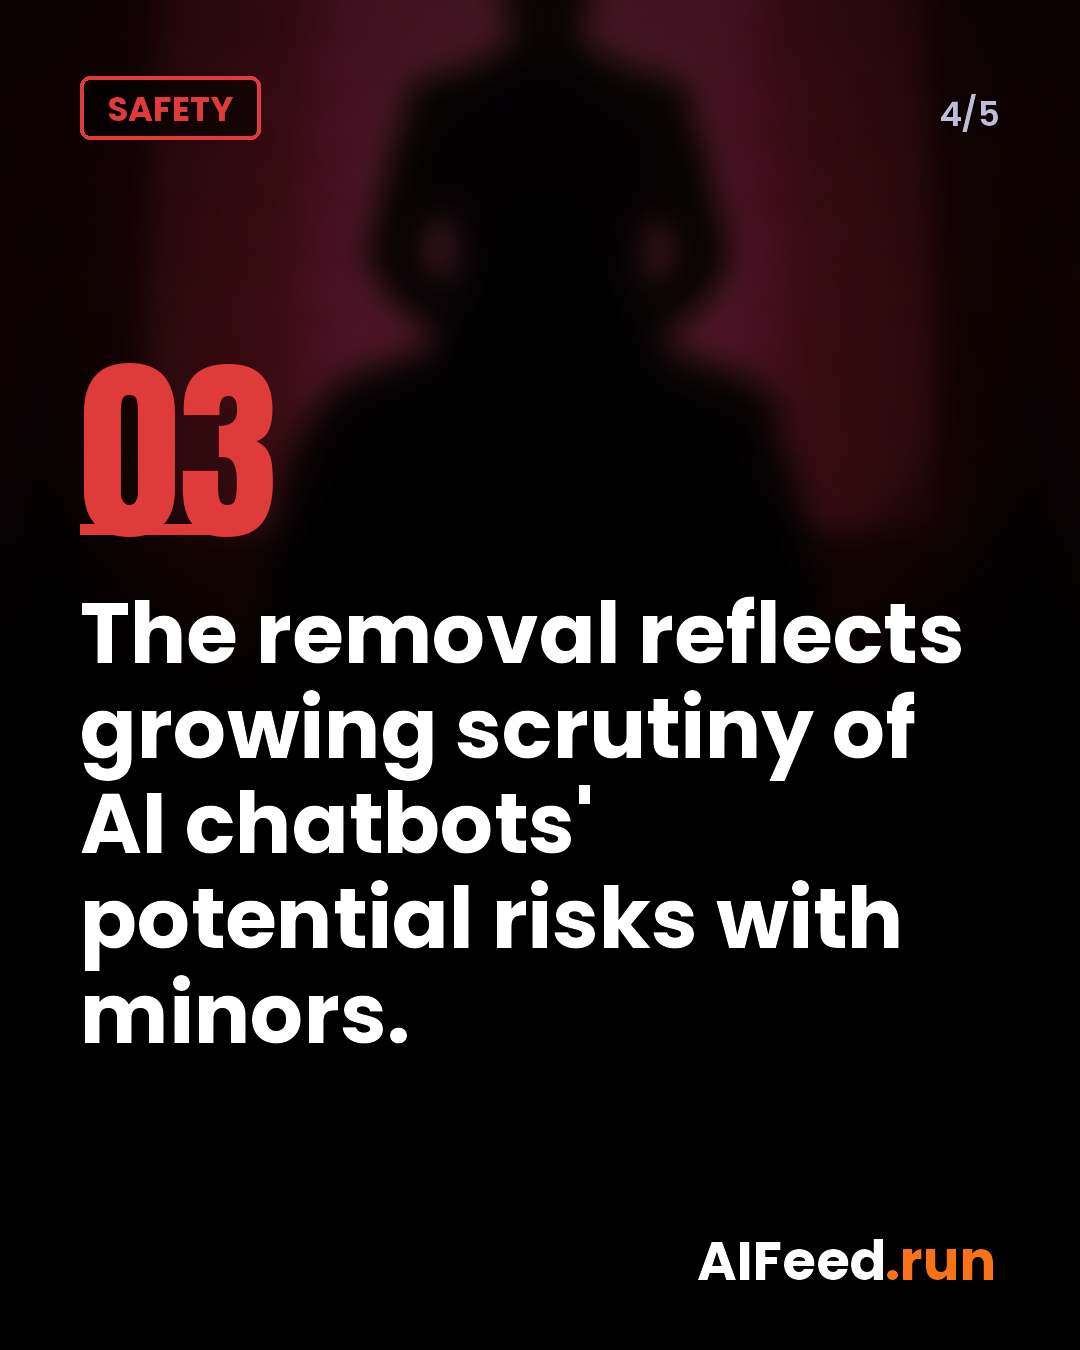 SAFETY
4/5
03
The removal reflects
growing scrutiny of
AI chatbots'
potential risks with
minors.
AIFeed.run